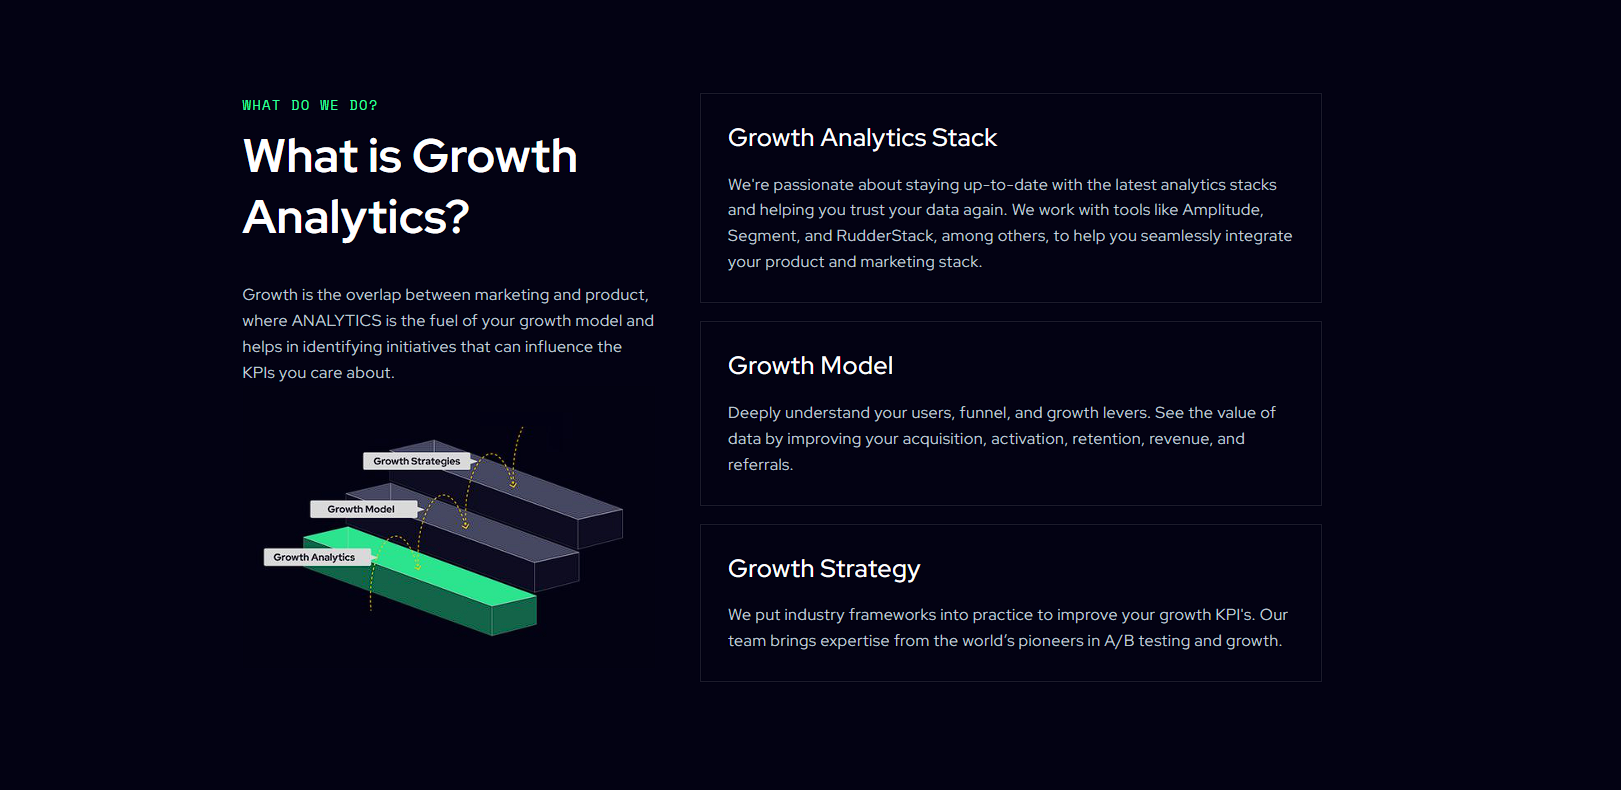 WHAT DO WE DO?
What is Growth
Analytics?
Growth is the overlap between marketing and product,
where ANALYTICS is the fuel of your growth model and
helps in identifying initiatives that can influence the
KPIs you care about.
Growth Strategies
Growth Model
Growth Analytics
Growth Analytics Stack
We're passionate about staying up-to-date with the latest analytics stacks
and helping you trust your data again. We work with tools like Amplitude,
Segment, and RudderStack, among others, to help you seamlessly integrate
your product and marketing stack.
Growth Model
Deeply understand your users, funnel, and growth levers. See the value of
data by improving your acquisition, activation, retention, revenue, and
referrals.
Growth Strategy
We put industry frameworks into practice to improve your growth KPI's. Our
team brings expertise from the world’s pioneers in A/B testing and growth.